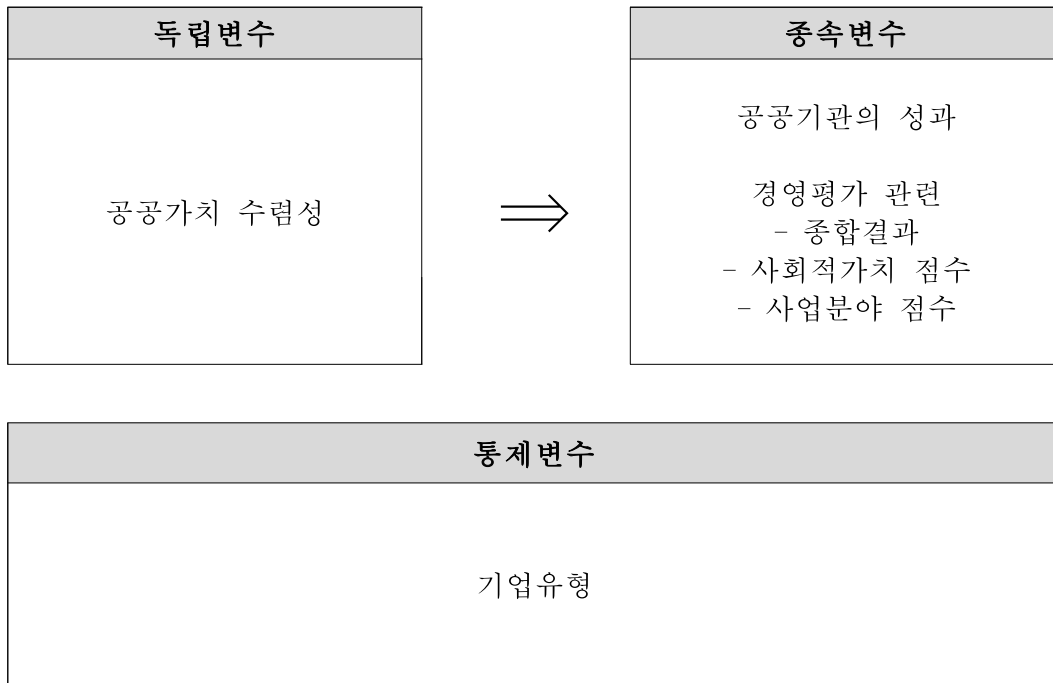 독립변수
공공가치 수렴성
종속변수
공공기관의 성과
경영평가 관련
- 종합결과
- 사회적가치 점수
- 사업분야 점수
통제변수
기업유형